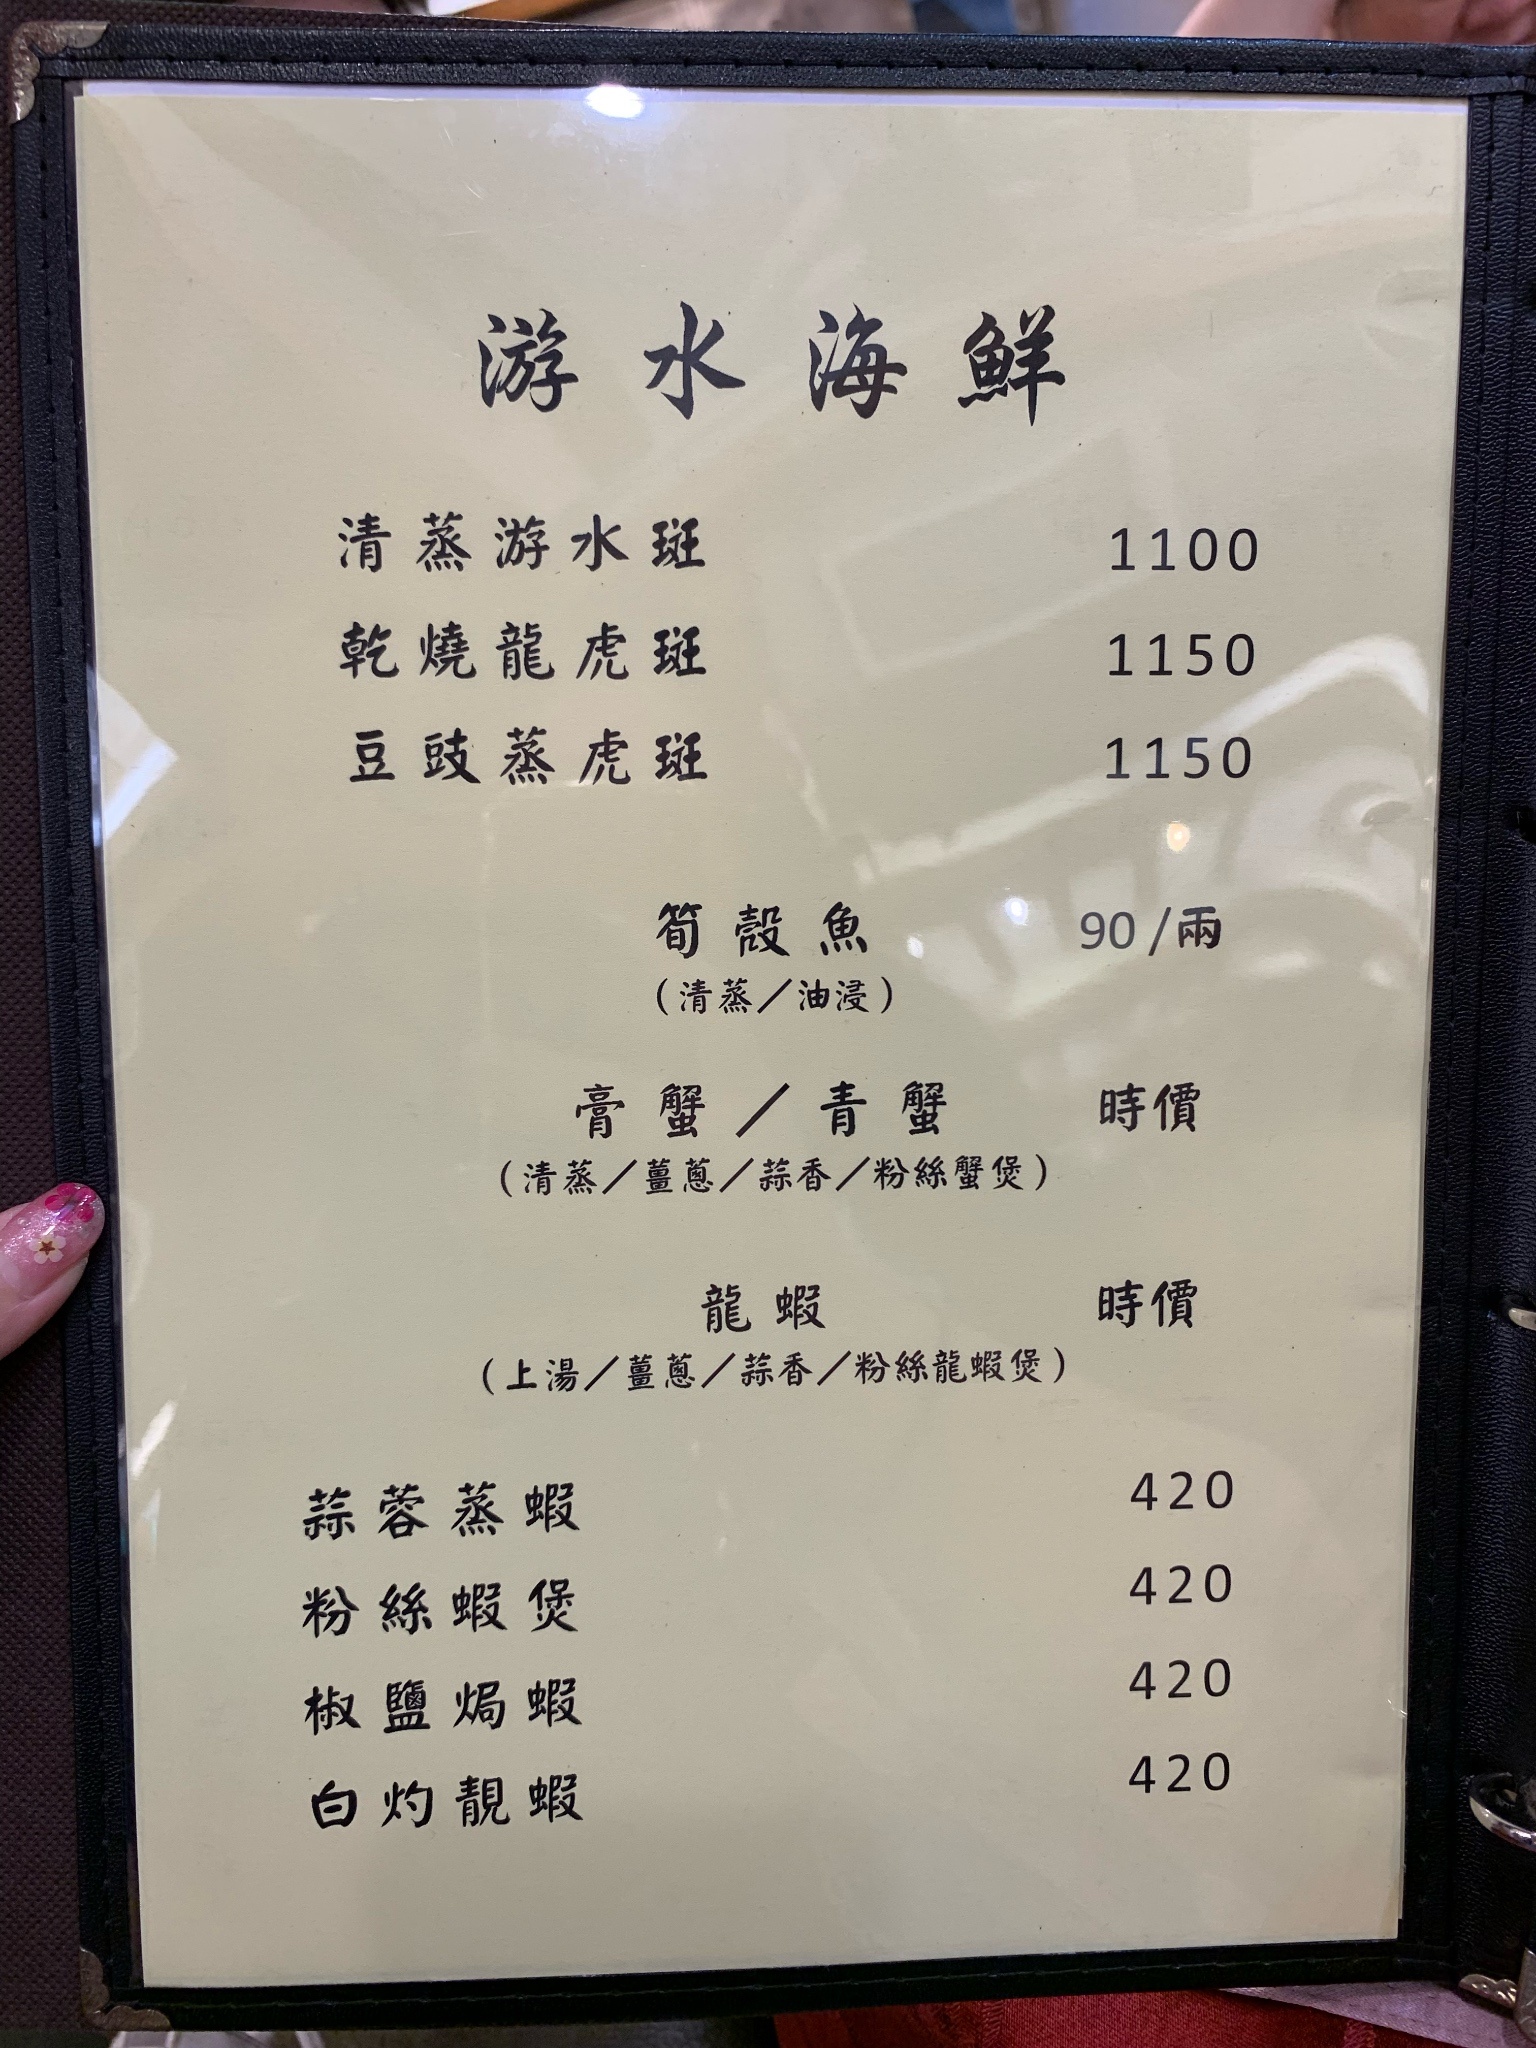 游水海鮮
清蒸游水斑 1100
乾燒龍虎斑 1150
豆豉蒸虎斑 1150
筍殼魚 90/兩
(清蒸/油浸)
膏蟹/青蟹 時價
(清蒸/薑蔥/蒜香/粉絲蟹煲)
龍蝦 時價
(上湯/薑蔥/蒜香/粉絲龍蝦煲)
蒜蓉蒸蝦 420
粉絲蝦煲 420
椒鹽焗蝦 420
白灼靚蝦 420